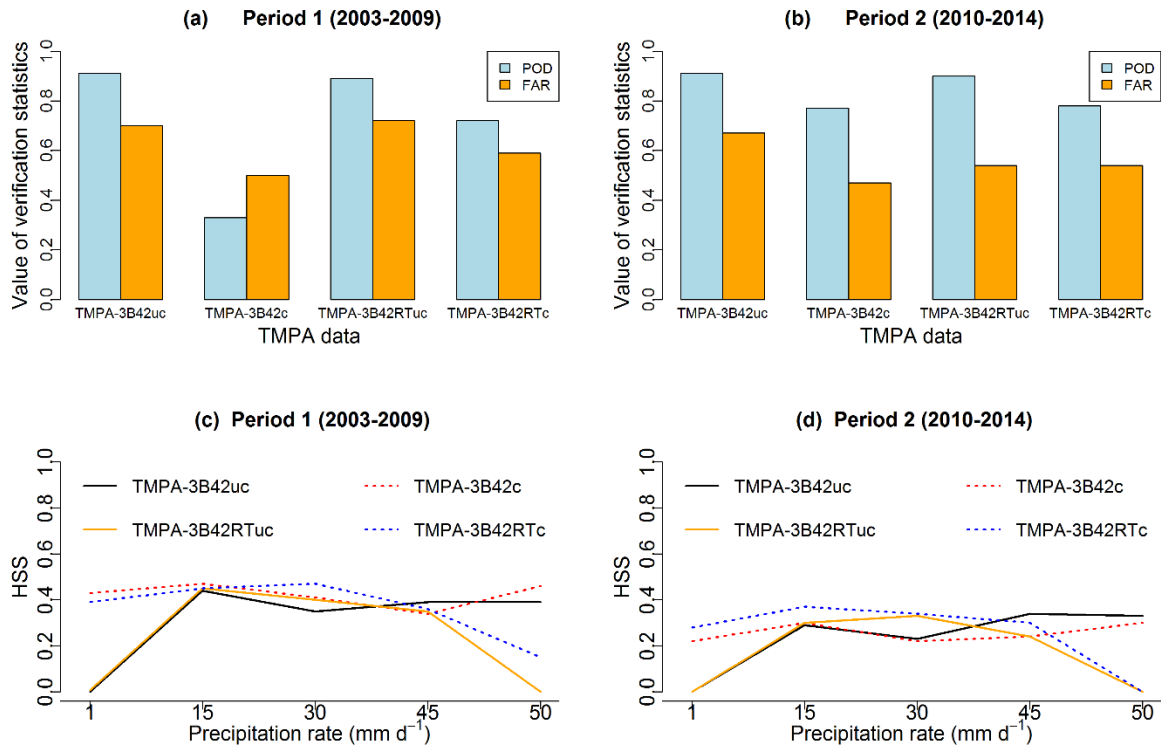 (a) Period 1 (2003-2009)
Value of verification statistics
0.0 0.2 0.4 0.6 0.8 1.0
POD
FAR
TMPA-3B42uc TMPA-3B42c TMPA-3B42RTuc TMPA-3B42RTc
TMPA data
(b) Period 2 (2010-2014)
Value of verification statistics
0.0 0.2 0.4 0.6 0.8 1.0
POD
FAR
TMPA-3B42uc TMPA-3B42c TMPA-3B42RTuc TMPA-3B42RTc
TMPA data
(c) Period 1 (2003-2009)
HSS
0.0 0.2 0.4 0.6 0.8 1.0
TMPA-3B42uc TMPA-3B42c
TMPA-3B42RTuc TMPA-3B42RTc
1 15 30 45 50
Precipitation rate (mm d⁻¹)
(d) Period 2 (2010-2014)
HSS
0.0 0.2 0.4 0.6 0.8 1.0
TMPA-3B42uc TMPA-3B42c
TMPA-3B42RTuc TMPA-3B42RTc
1 15 30 45 50
Precipitation rate (mm d⁻¹)